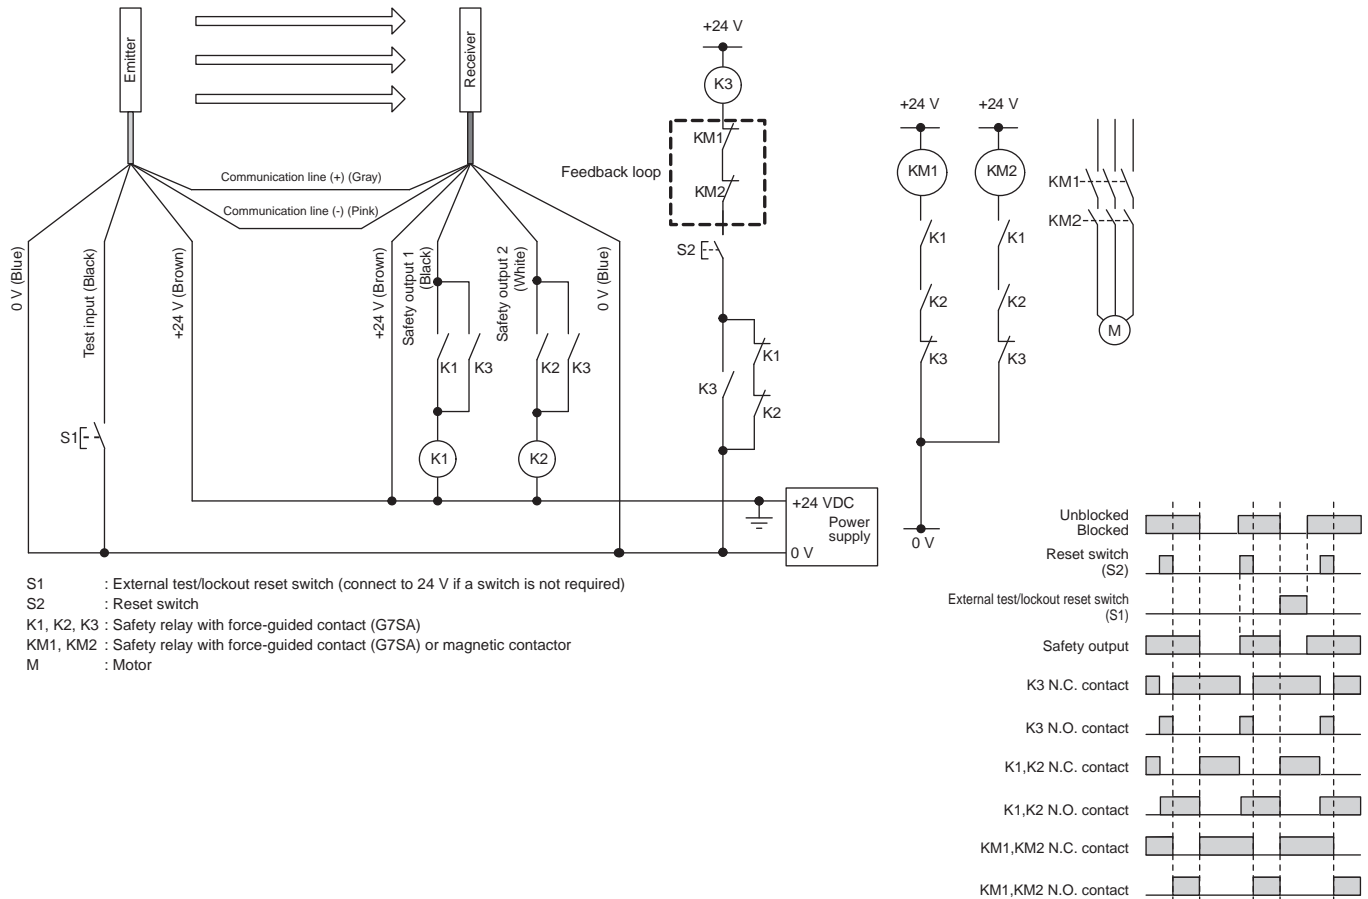 Emitter
Receiver
Communication line (+) (Gray)
Communication line (-) (Pink)
0 V (Blue)
Test input (Black)
+24 V (Brown)
+24 V (Brown)
Safety output 1
(Black)
Safety output 2
(White)
0 V (Blue)
S1
K1
K3
K2
K3
K1
K2
+24 VDC
Power
supply
0 V
+24 V
K3
Feedback loop
KM1
KM2
S2
K3
K1
K2
+24 V
+24 V
KM1
KM2
K1
K1
K2
K2
K3
K3
0 V
KM1
KM2
M
S1 : External test/lockout reset switch (connect to 24 V if a switch is not required)
S2 : Reset switch
K1, K2, K3 : Safety relay with force-guided contact (G7SA)
KM1, KM2 : Safety relay with force-guided contact (G7SA) or magnetic contactor
M : Motor
Unblocked
Blocked
Reset switch
(S2)
External test/lockout reset switch
(S1)
Safety output
K3 N.C. contact
K3 N.O. contact
K1,K2 N.C. contact
K1,K2 N.O. contact
KM1,KM2 N.C. contact
KM1,KM2 N.O. contact